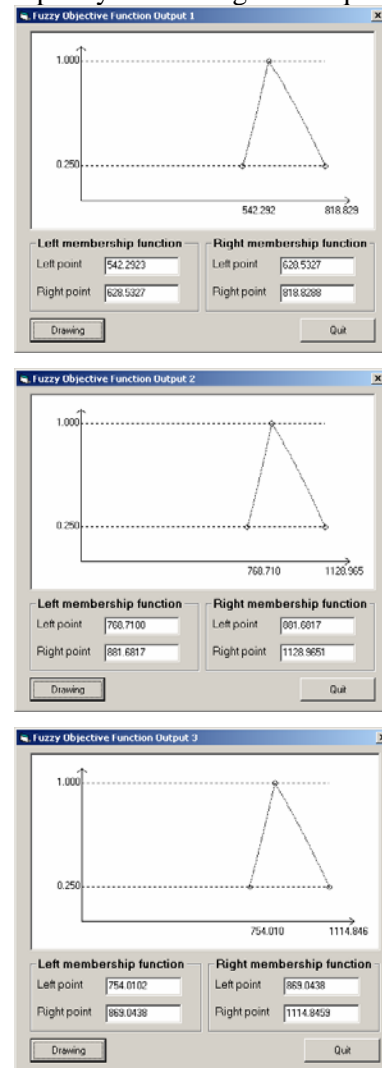 Fuzzy Objective Function Output 1
1.000
0.250
542.292 818.829
Left membership function Right membership function
Left point 542.2923 Left point 628.5327
Right point 628.5327 Right point 818.8288
Drawing Quit
Fuzzy Objective Function Output 2
1.000
0.250
768.710 1128.965
Left membership function Right membership function
Left point 768.7100 Left point 881.6817
Right point 881.6817 Right point 1128.9651
Drawing Quit
Fuzzy Objective Function Output 3
1.000
0.250
754.010 1114.846
Left membership function Right membership function
Left point 754.0102 Left point 869.0438
Right point 869.0438 Right point 1114.8459
Drawing Quit